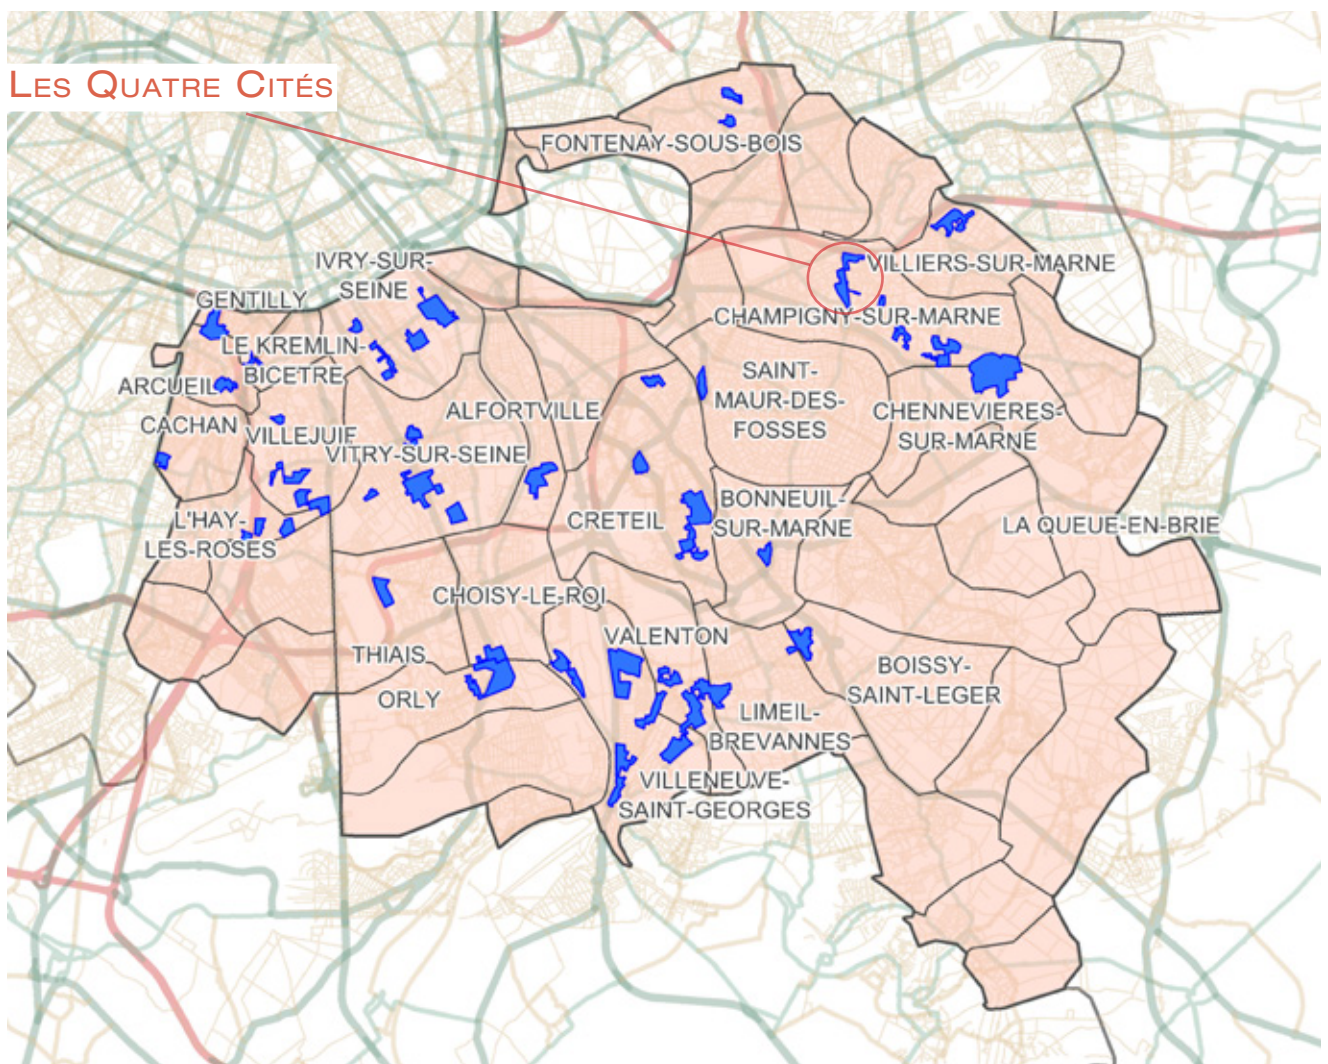 LES QUATRE CITÉS
FONTENAY-SOUS-BOIS
IVRY-SUR-
SEINE
GENTILLY
VILLIERS-SUR-MARNE
CHAMPIGNY-SUR-MARNE
LE KREMLIN-
BICETRE
ARCUEIL
CACHAN
VILLEJUIF
ALFORTVILLE
VITRY-SUR-SEINE
SAINT-
MAUR-DES-
FOSSES
CHENNEVIERES-
SUR-MARNE
L'HAY-
LES-ROSES
CRETEIL
BONNEUIL-
SUR-MARNE
LA QUEUE-EN-BRIE
CHOISY-LE-ROI
THIAIS
ORLY
VALENTON
BOISSY-
SAINT-LEGER
LIMEIL-
BREVANNES
VILLENEUVE-
SAINT-GEORGES